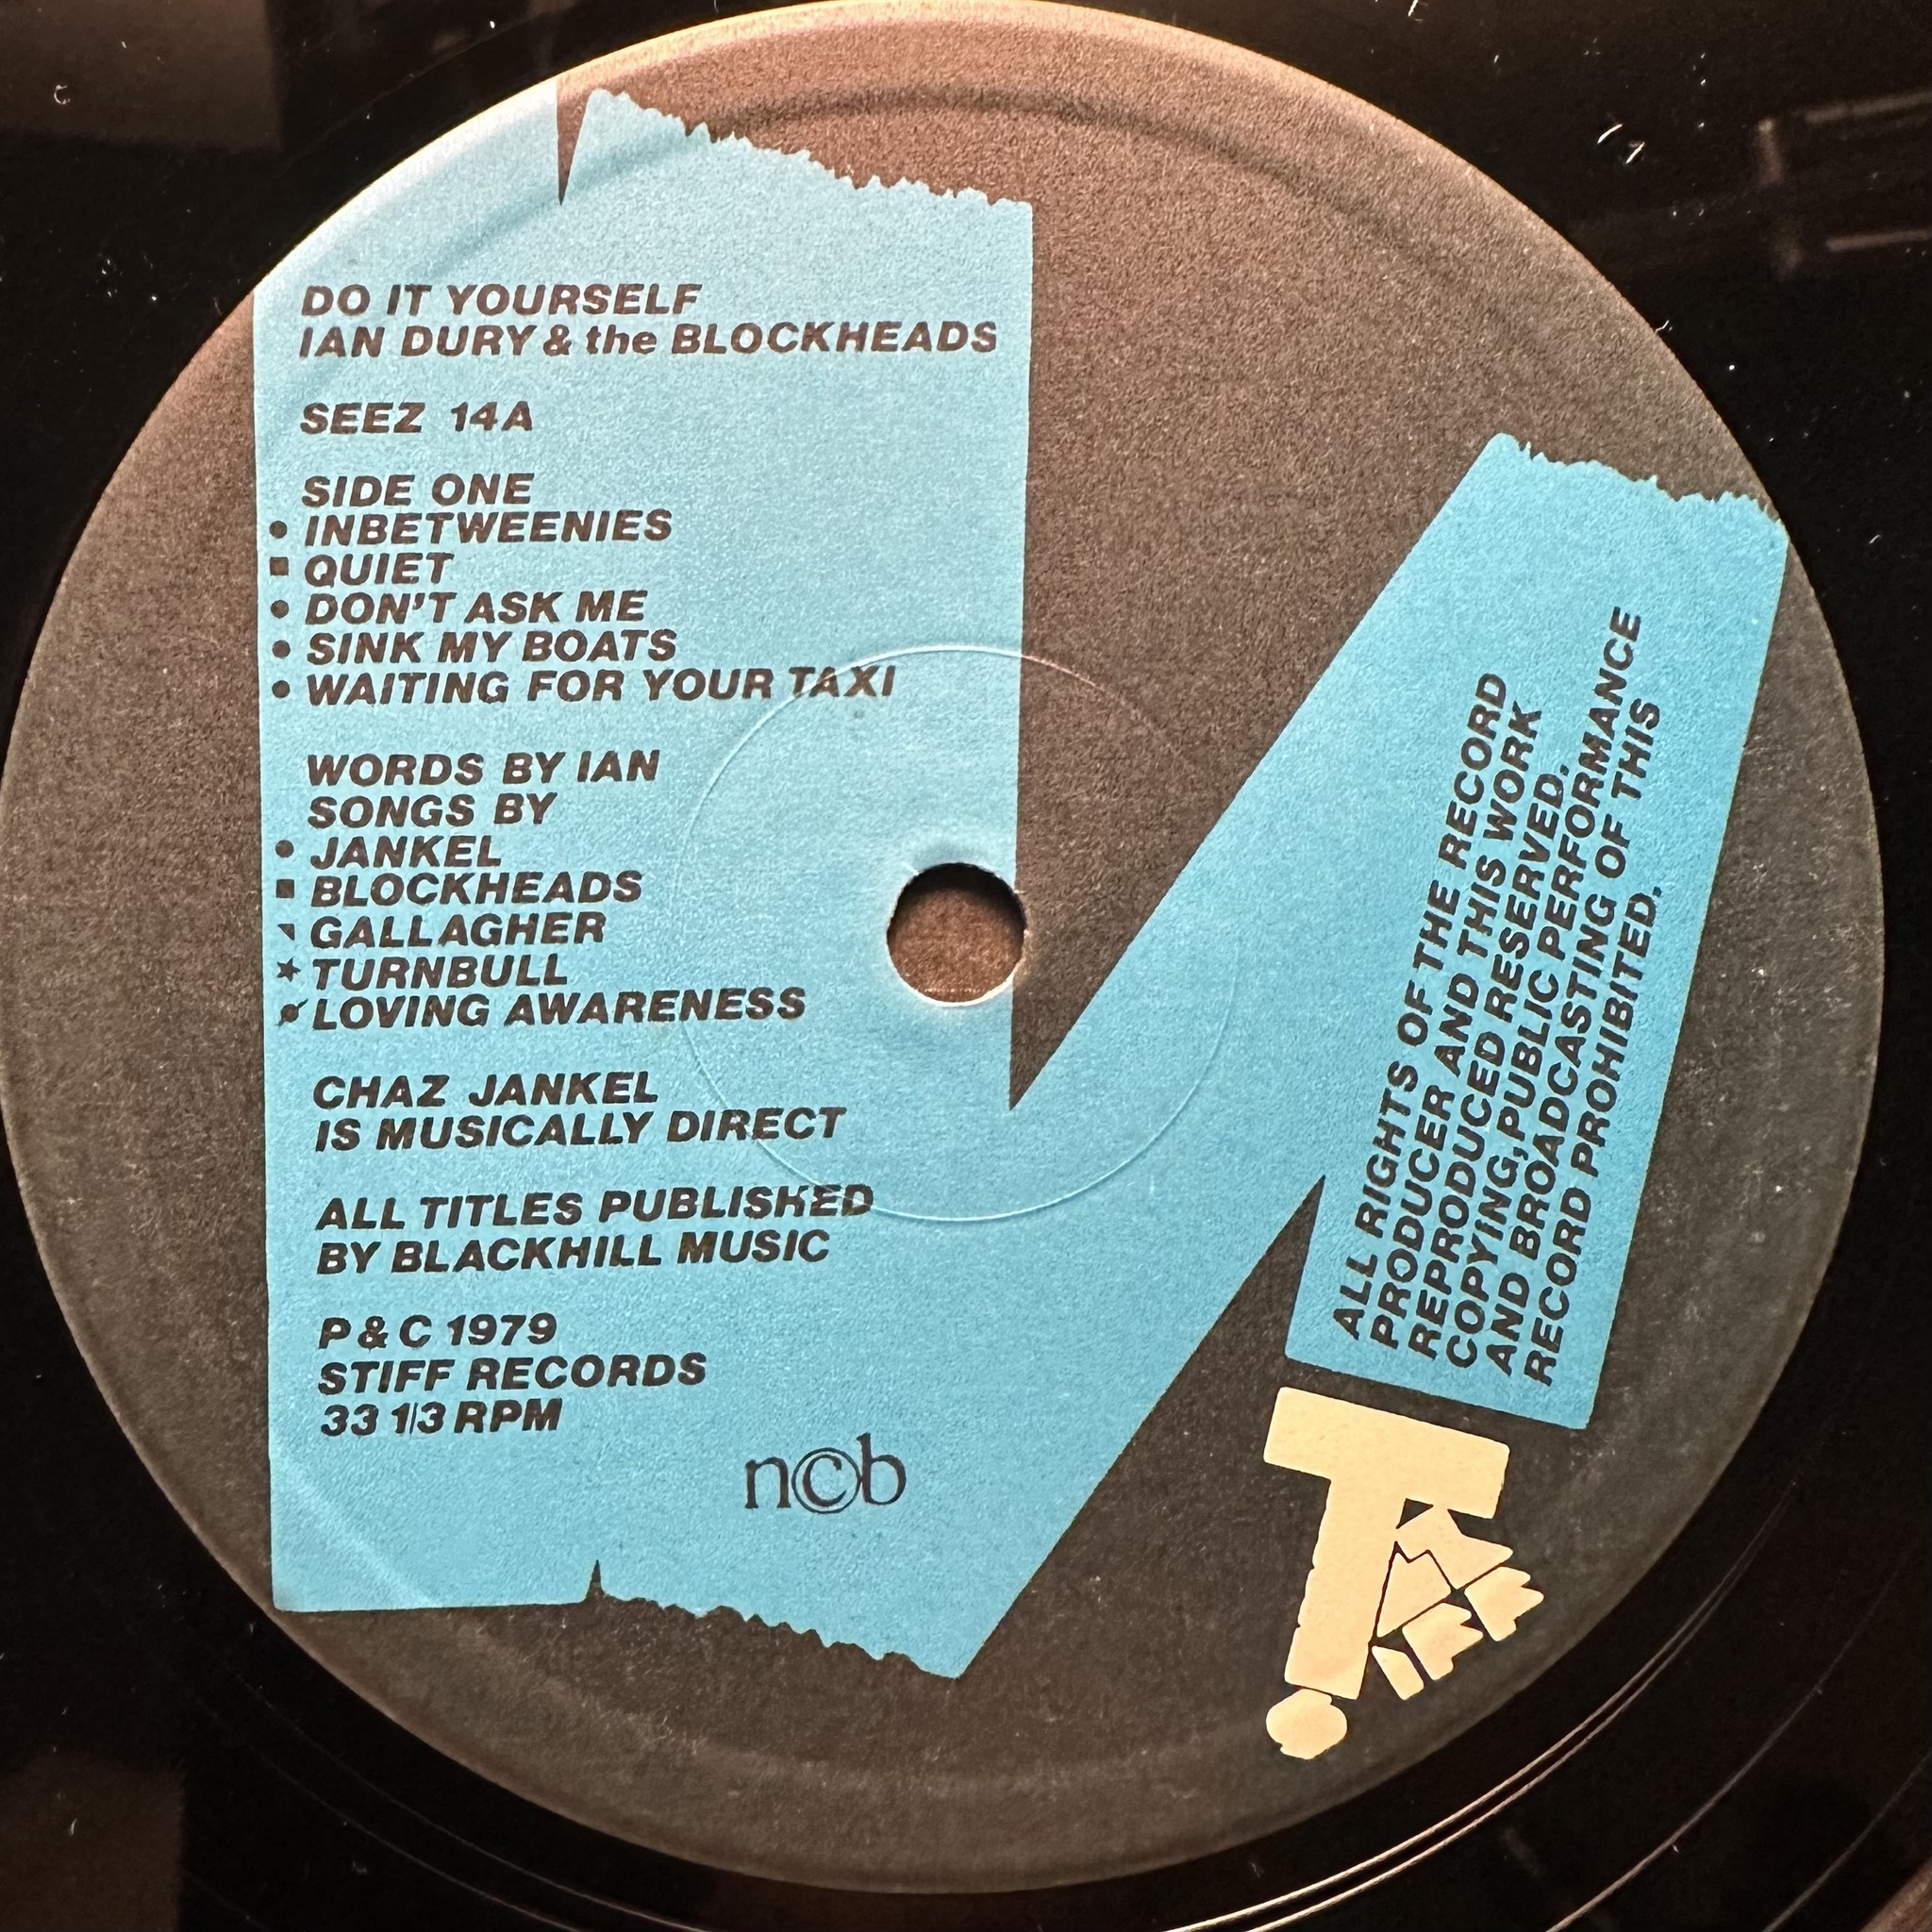 DO IT YOURSELF
IAN DURY & the BLOCKHEADS
SEEZ 14A
SIDE ONE
• INBETWEENIES
▪ QUIET
• DON'T ASK ME
• SINK MY BOATS
• WAITING FOR YOUR TAXI
WORDS BY IAN
SONGS BY
• JANKEL
▪ BLOCKHEADS
◥ GALLAGHER
★ TURNBULL
LOVING AWARENESS
CHAZ JANKEL
IS MUSICALLY DIRECT
ALL TITLES PUBLISHED
BY BLACKHILL MUSIC
P & C 1979
STIFF RECORDS
33 1/3 RPM
n©b
ALL RIGHTS OF THE RECORD
PRODUCER AND THIS WORK
REPRODUCED RESERVED.
COPYING, PUBLIC PERFORMANCE
AND BROADCASTING OF THIS
RECORD PROHIBITED.